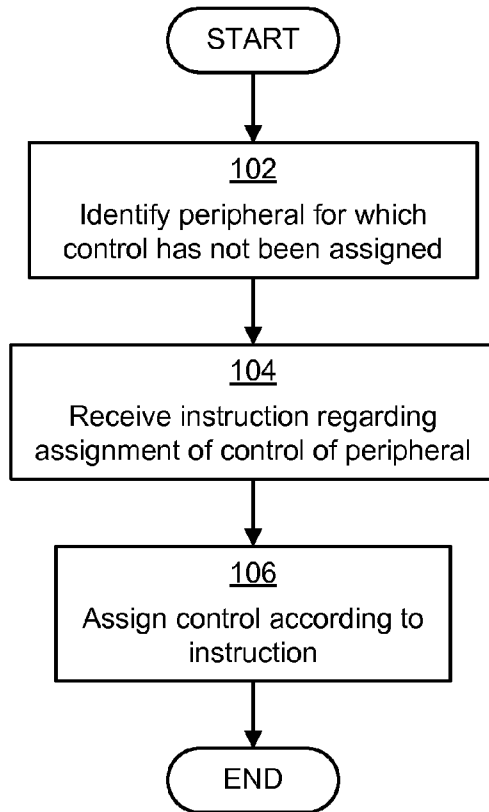 START
102
Identify peripheral for which
control has not been assigned
104
Receive instruction regarding
assignment of control of peripheral
106
Assign control according to
instruction
END